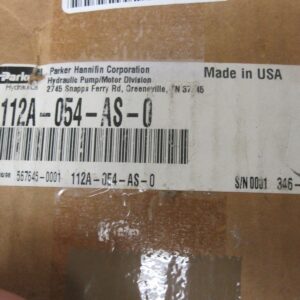 Parker
Hydraulics
Parker Hannifin Corporation
Hydraulic Pump/Motor Division
2745 Snapps Ferry Rd, Greeneville, TN 37745
Made in USA
112A-054-AS-0
567645-0001 112A-054-AS-0
S/N 0001 346-